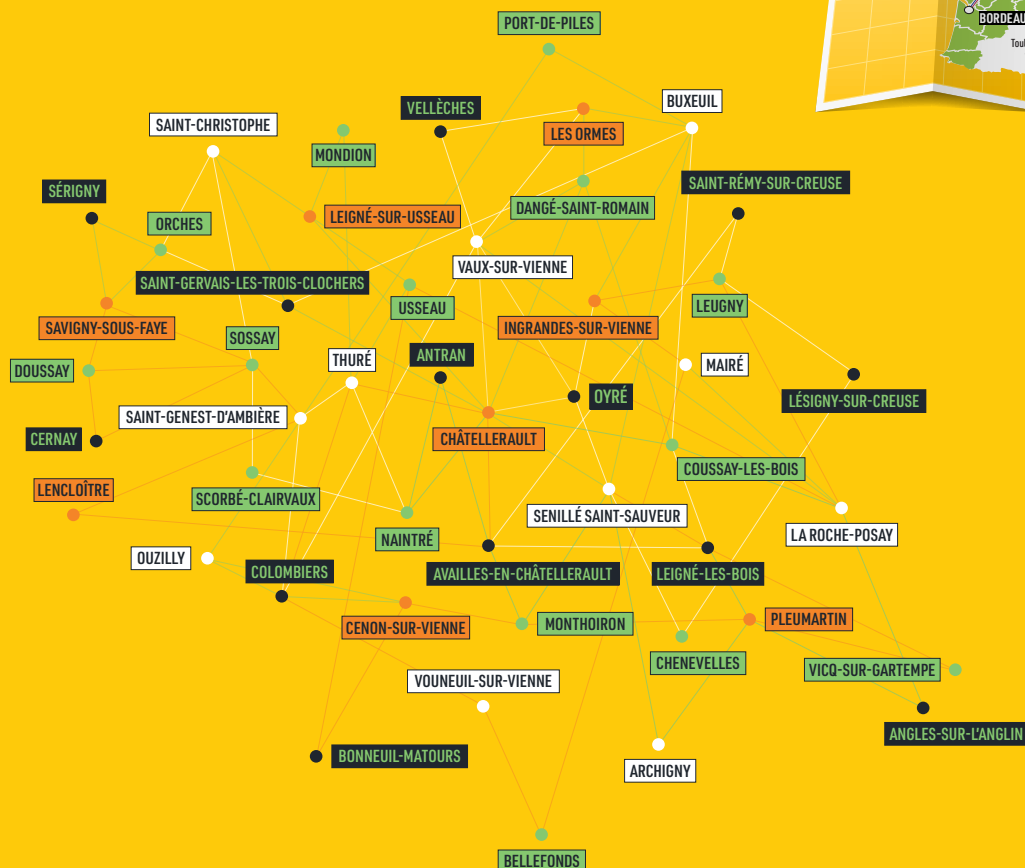 PORT-DE-PILES
BORDEAU
Toul
VELLÈCHES
BUXEUIL
SAINT-CHRISTOPHE
LES ORMES
MONDION
SÉRIGNY
SAINT-RÉMY-SUR-CREUSE
ORCHES
LEIGNÉ-SUR-USSEAU
DANGÉ-SAINT-ROMAIN
VAUX-SUR-VIENNE
SAINT-GERVAIS-LES-TROIS-CLOCHERS
USSEAU
LEUGNY
SAVIGNY-SOUS-FAYE
INGRANDES-SUR-VIENNE
SOSSAY
THURÉ
ANTRAN
MAIRÉ
DOUSSAY
OYRÉ
LÉSIGNY-SUR-CREUSE
SAINT-GENEST-D'AMBIÈRE
CERNAY
CHÂTELLERAULT
COUSSAY-LES-BOIS
LENCLOÎTRE
SCORBÉ-CLAIRVAUX
SENILLÉ SAINT-SAUVEUR
NAINTRÉ
LA ROCHE-POSAY
OUZILLY
COLOMBIERS
AVAILLES-EN-CHÂTELLERAULT
LEIGNÉ-LES-BOIS
CENON-SUR-VIENNE
MONTHOIRON
PLEUMARTIN
CHENEVELLES
VICQ-SUR-GARTEMPE
VOUNEUIL-SUR-VIENNE
ANGLES-SUR-L'ANGLIN
BONNEUIL-MATOURS
ARCHIGNY
BELLEFONDS